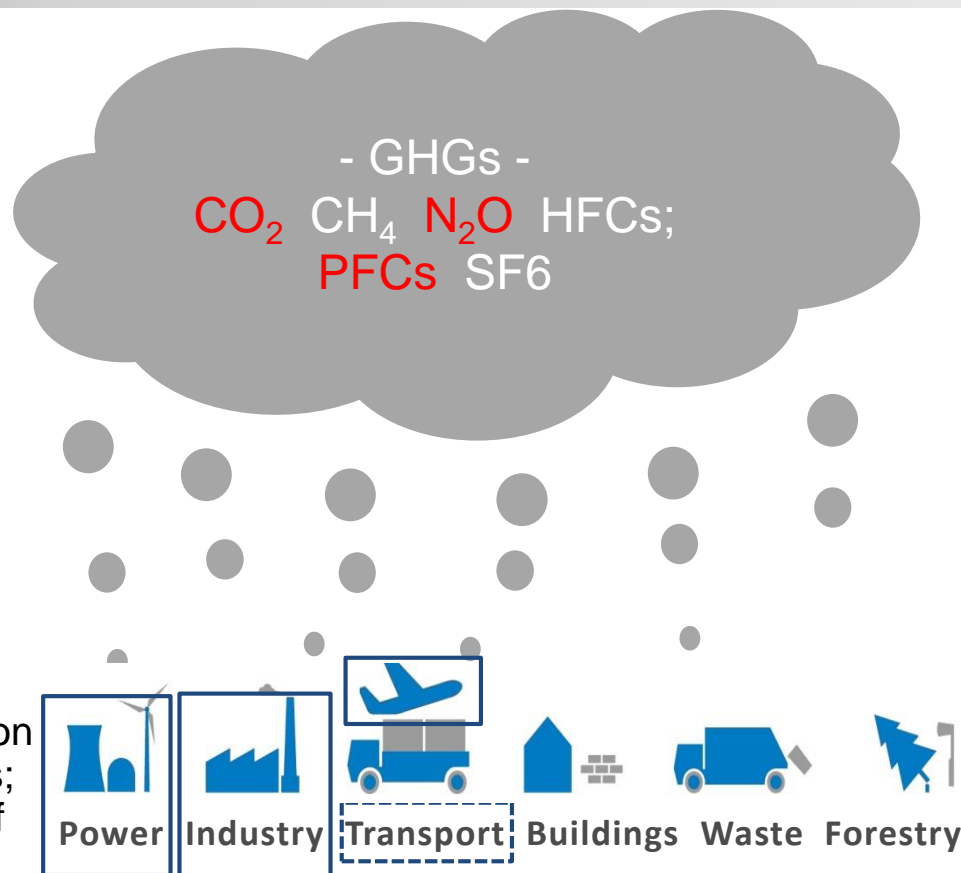 - GHGs -
CO₂ CH₄ N₂O HFCs;
PFCs SF6
Power Industry Transport Buildings Waste Forestry